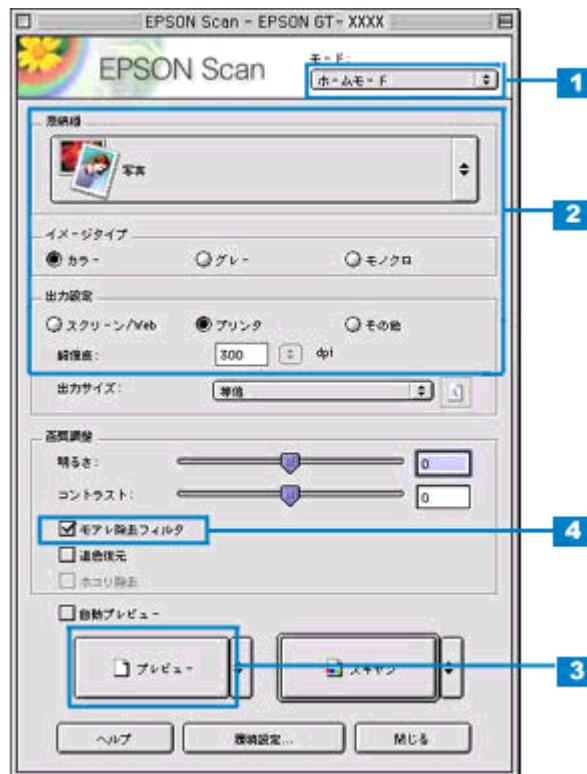 EPSON Scan - EPSON GT- XXXX
EPSON Scan
モード:
ホームモード
1
原稿種
写真
2
イメージタイプ
カラー
グレー
モノクロ
出力設定
スクリーン/Web
プリンタ
その他
解像度:
300
dpi
出力サイズ:
等倍
画質調整
明るさ:
0
コントラスト:
0
モアレ除去フィルタ
4
退色復元
ホコリ除去
自動プレビュー
プレビュー
スキャン
3
ヘルプ
環境設定...
閉じる